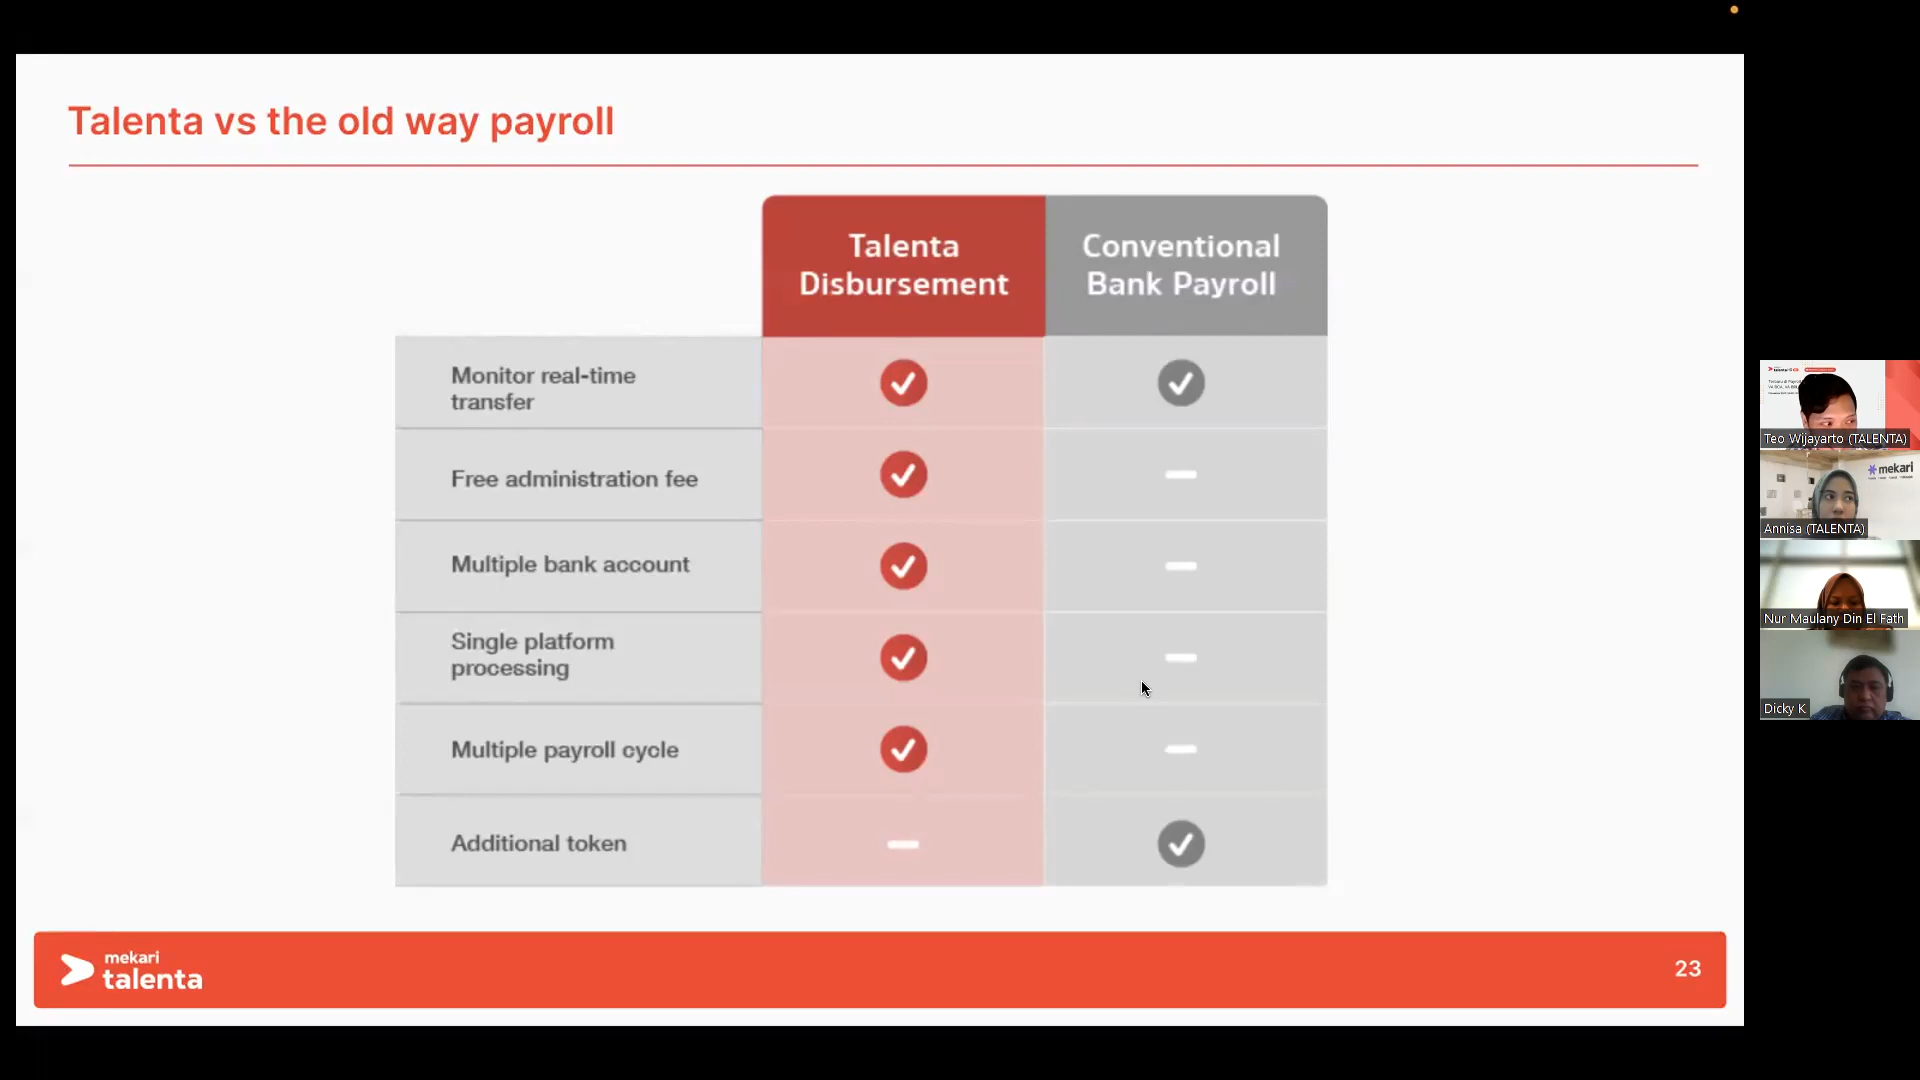 Talenta vs the old way payroll
Talenta
Disbursement
Conventional
Bank Payroll
Monitor real-time
transfer
Free administration fee
Multiple bank account
Single platform
processing
Multiple payroll cycle
Additional token
mekari
talenta
23
Teo Wijayarto (TALENTA)
mekari
Annisa (TALENTA)
Nur Maulany Din El Fath
Dicky K